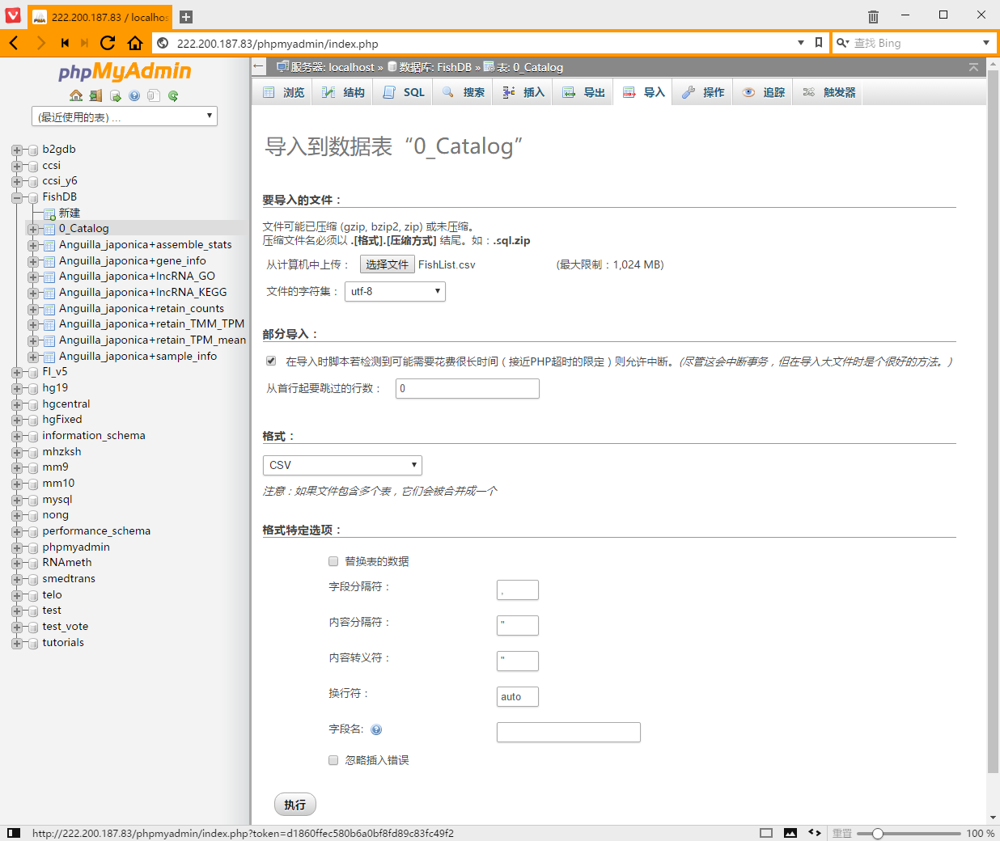 222.200.187.83 / localhos
222.200.187.83/phpmyadmin/index.php
查找 Bing
phpMyAdmin
(最近使用的表) ...
b2gdb
ccsi
ccsi_y6
FishDB
新建
0_Catalog
Anguilla_japonica+assemble_stats
Anguilla_japonica+gene_info
Anguilla_japonica+lncRNA_GO
Anguilla_japonica+lncRNA_KEGG
Anguilla_japonica+retain_counts
Anguilla_japonica+retain_TMM_TPM
Anguilla_japonica+retain_TPM_mean
Anguilla_japonica+sample_info
FI_v5
hg19
hgcentral
hgFixed
information_schema
mhzksh
mm9
mm10
mysql
nong
performance_schema
phpmyadmin
RNAmeth
smedtrans
telo
test
test_vote
tutorials
服务器: localhost » 数据库: FishDB » 表: 0_Catalog
浏览 结构 SQL 搜索 插入 导出 导入 操作 追踪 触发器
导入到数据表“0_Catalog”
要导入的文件：
文件可能已压缩 (gzip, bzip2, zip) 或未压缩。
压缩文件名必须以 .[格式].[压缩方式] 结尾。如：.sql.zip
从计算机中上传： 选择文件 FishList.csv (最大限制：1,024 MB)
文件的字符集： utf-8
部分导入：
在导入时脚本若检测到可能需要花费很长时间（接近PHP超时的限定）则允许中断。(尽管这会中断事务，但在导入大文件时是个很好的方法。)
从首行起要跳过的行数： 0
格式：
CSV
注意：如果文件包含多个表，它们会被合并成一个
格式特定选项：
替换表的数据
字段分隔符： ,
内容分隔符： "
内容转义符： "
换行符： auto
字段名:
忽略插入错误
执行
http://222.200.187.83/phpmyadmin/index.php?token=d1860ffec580b6a0bf8fd89c83fc49f2
重置 100 %